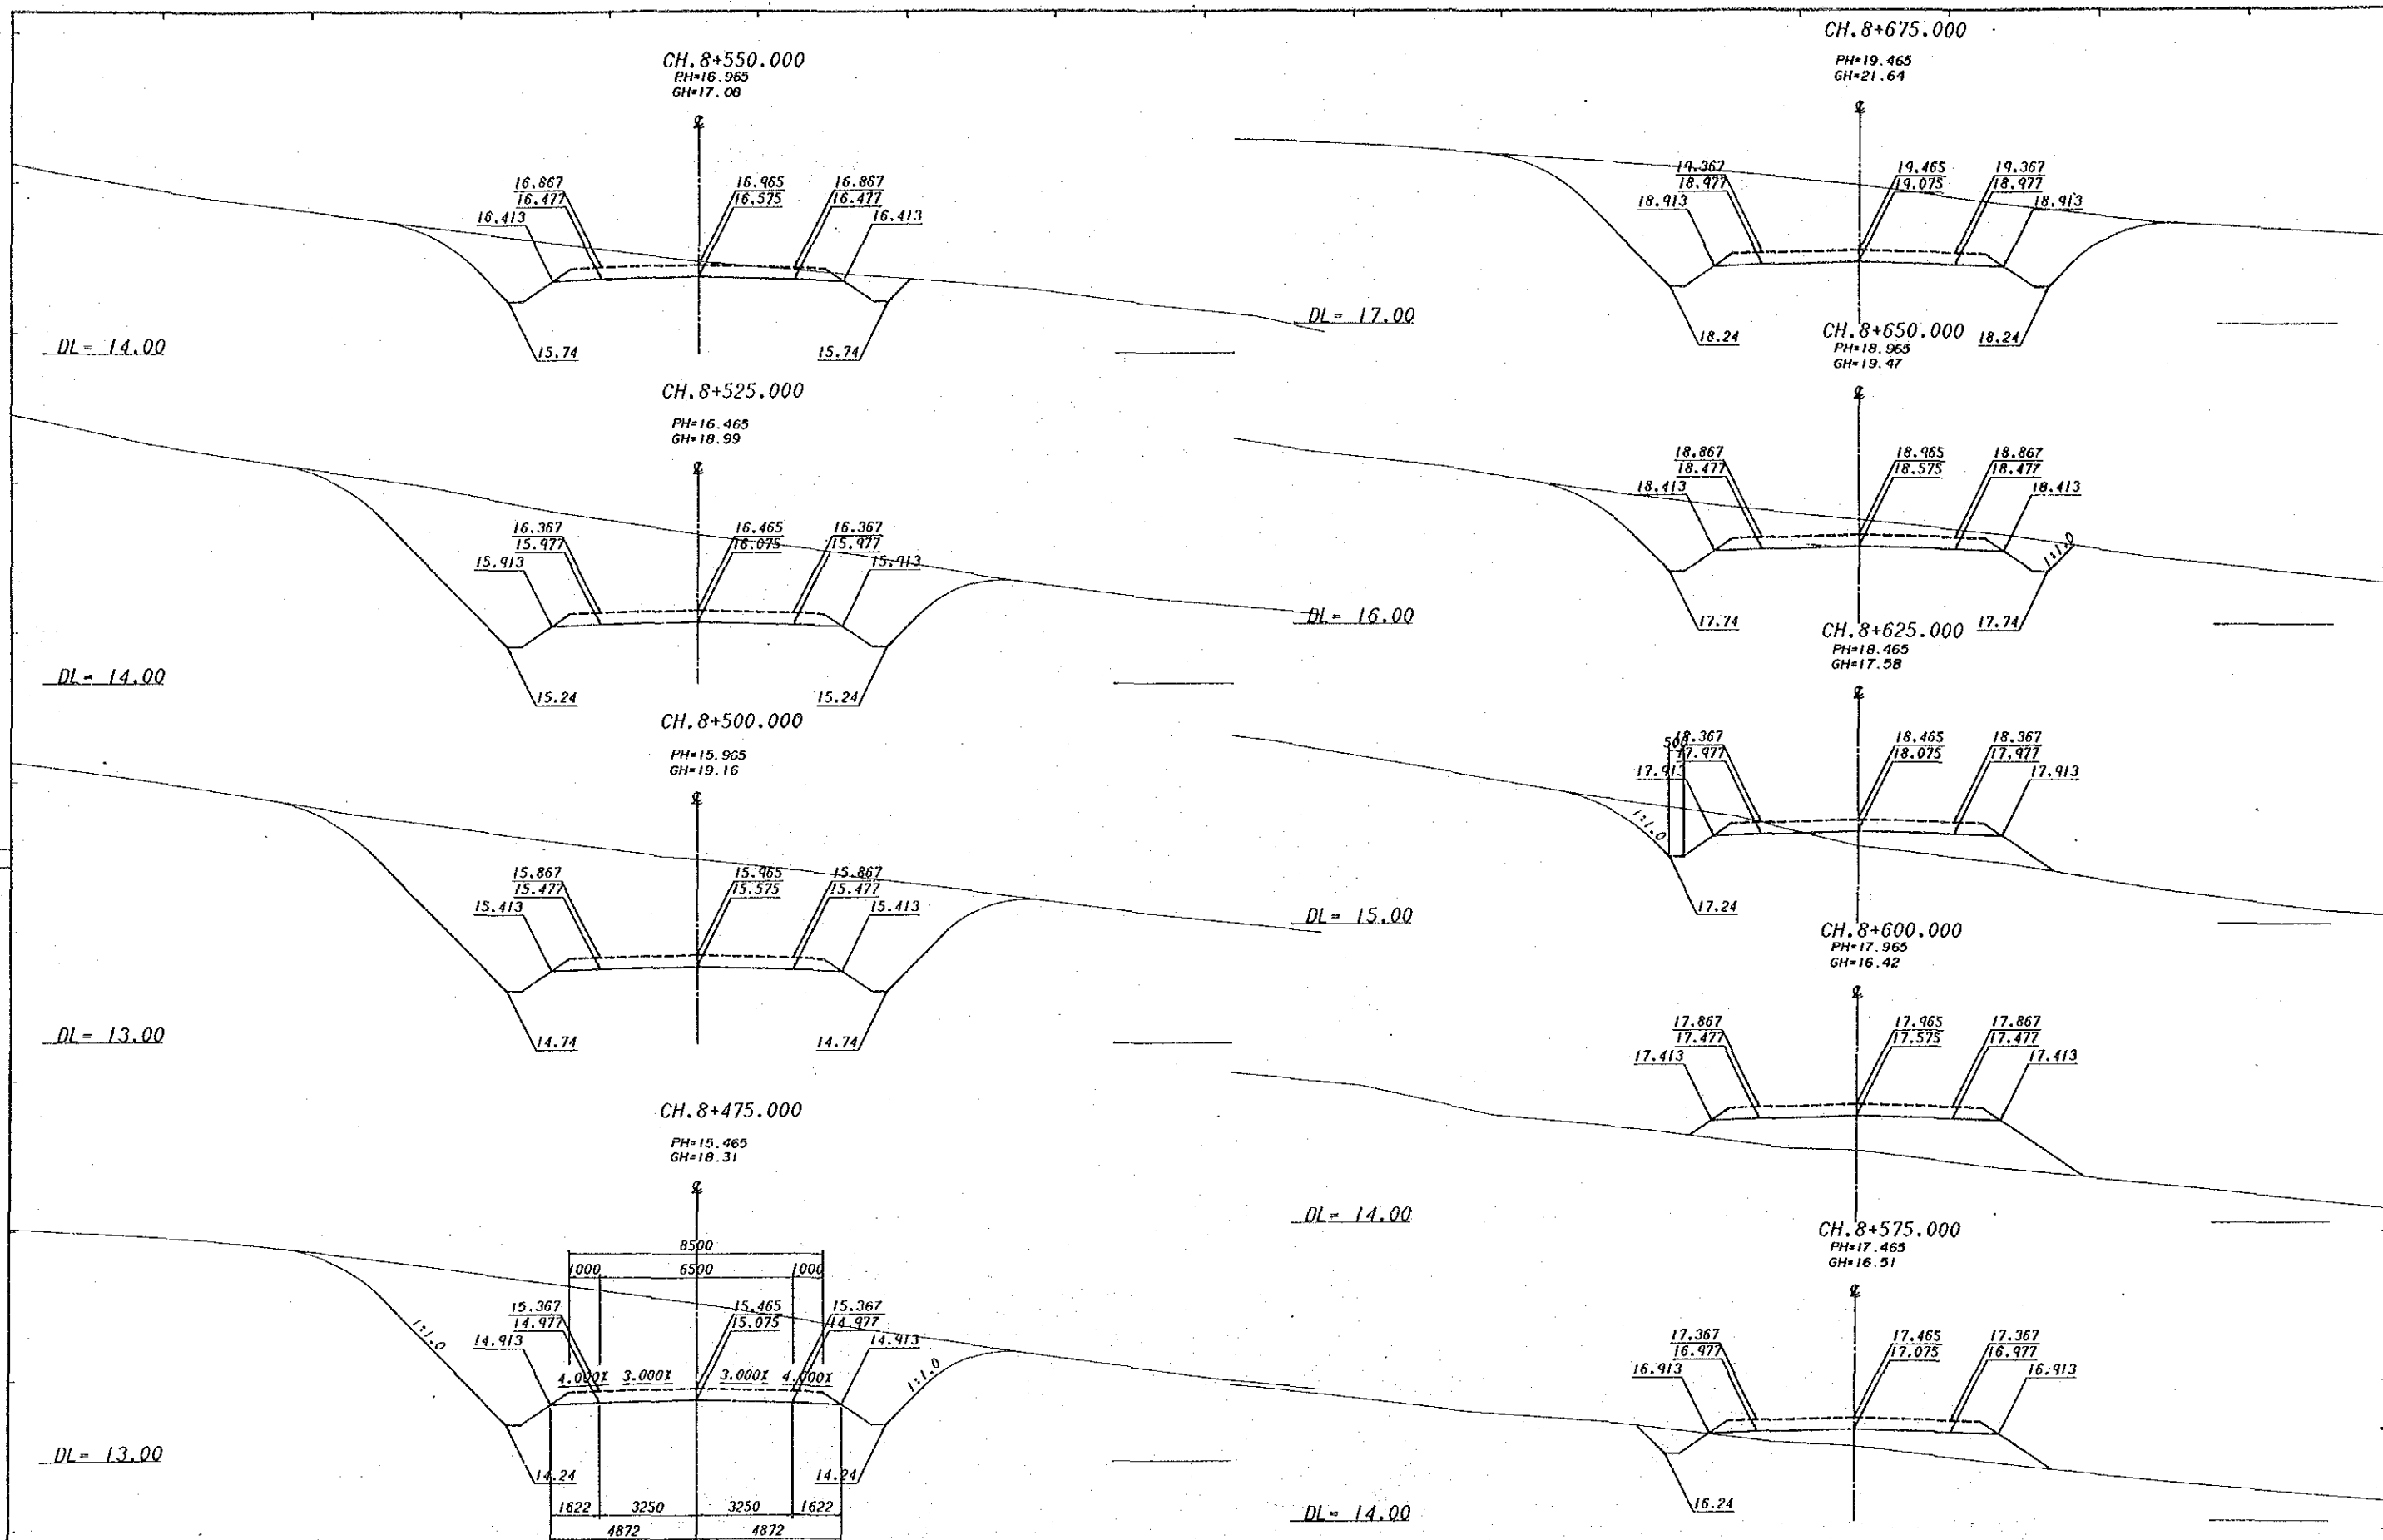 CH.8+550.000
PH=16.965
GH=17.08
16.867 16.965 16.867
16.477 16.575 16.477
16.413 16.413
DL= 14.00
15.74 15.74
CH.8+525.000
PH=16.465
GH=18.99
16.367 16.465 16.367
15.977 16.075 15.977
15.913 15.913
DL= 14.00
15.24 15.24
CH.8+500.000
PH=15.965
GH=19.16
15.867 15.965 15.867
15.477 15.575 15.477
15.413 15.413
DL= 13.00
14.74 14.74
CH.8+475.000
PH=15.465
GH=18.31
8500
1000 6500 1000
15.367 15.465 15.367
14.977 15.075 14.977
1:1.0 14.913 14.913 1:1.0
4.000% 3.000% 3.000% 4.000%
DL= 13.00
14.24 14.24
1622 3250 3250 1622
4872 4872
CH.8+675.000
PH=19.465
GH=21.64
19.367 19.465 19.367
18.977 19.075 18.977
18.913 18.913
DL= 17.00
18.24 18.24
CH.8+650.000
PH=18.965
GH=19.47
18.867 18.965 18.867
18.477 18.575 18.477
18.413 18.413
1:1.0
DL= 16.00
17.74 17.74
CH.8+625.000
PH=18.465
GH=17.58
500 18.367 18.465 18.367
17.977 18.075 17.977
17.913 17.913
1:1.0
17.24
DL= 15.00
CH.8+600.000
PH=17.965
GH=16.42
17.867 17.965 17.867
17.477 17.575 17.477
17.413 17.413
DL= 14.00
CH.8+575.000
PH=17.465
GH=16.51
17.367 17.465 17.367
16.977 17.075 16.977
16.913 16.913
16.24
DL= 14.00